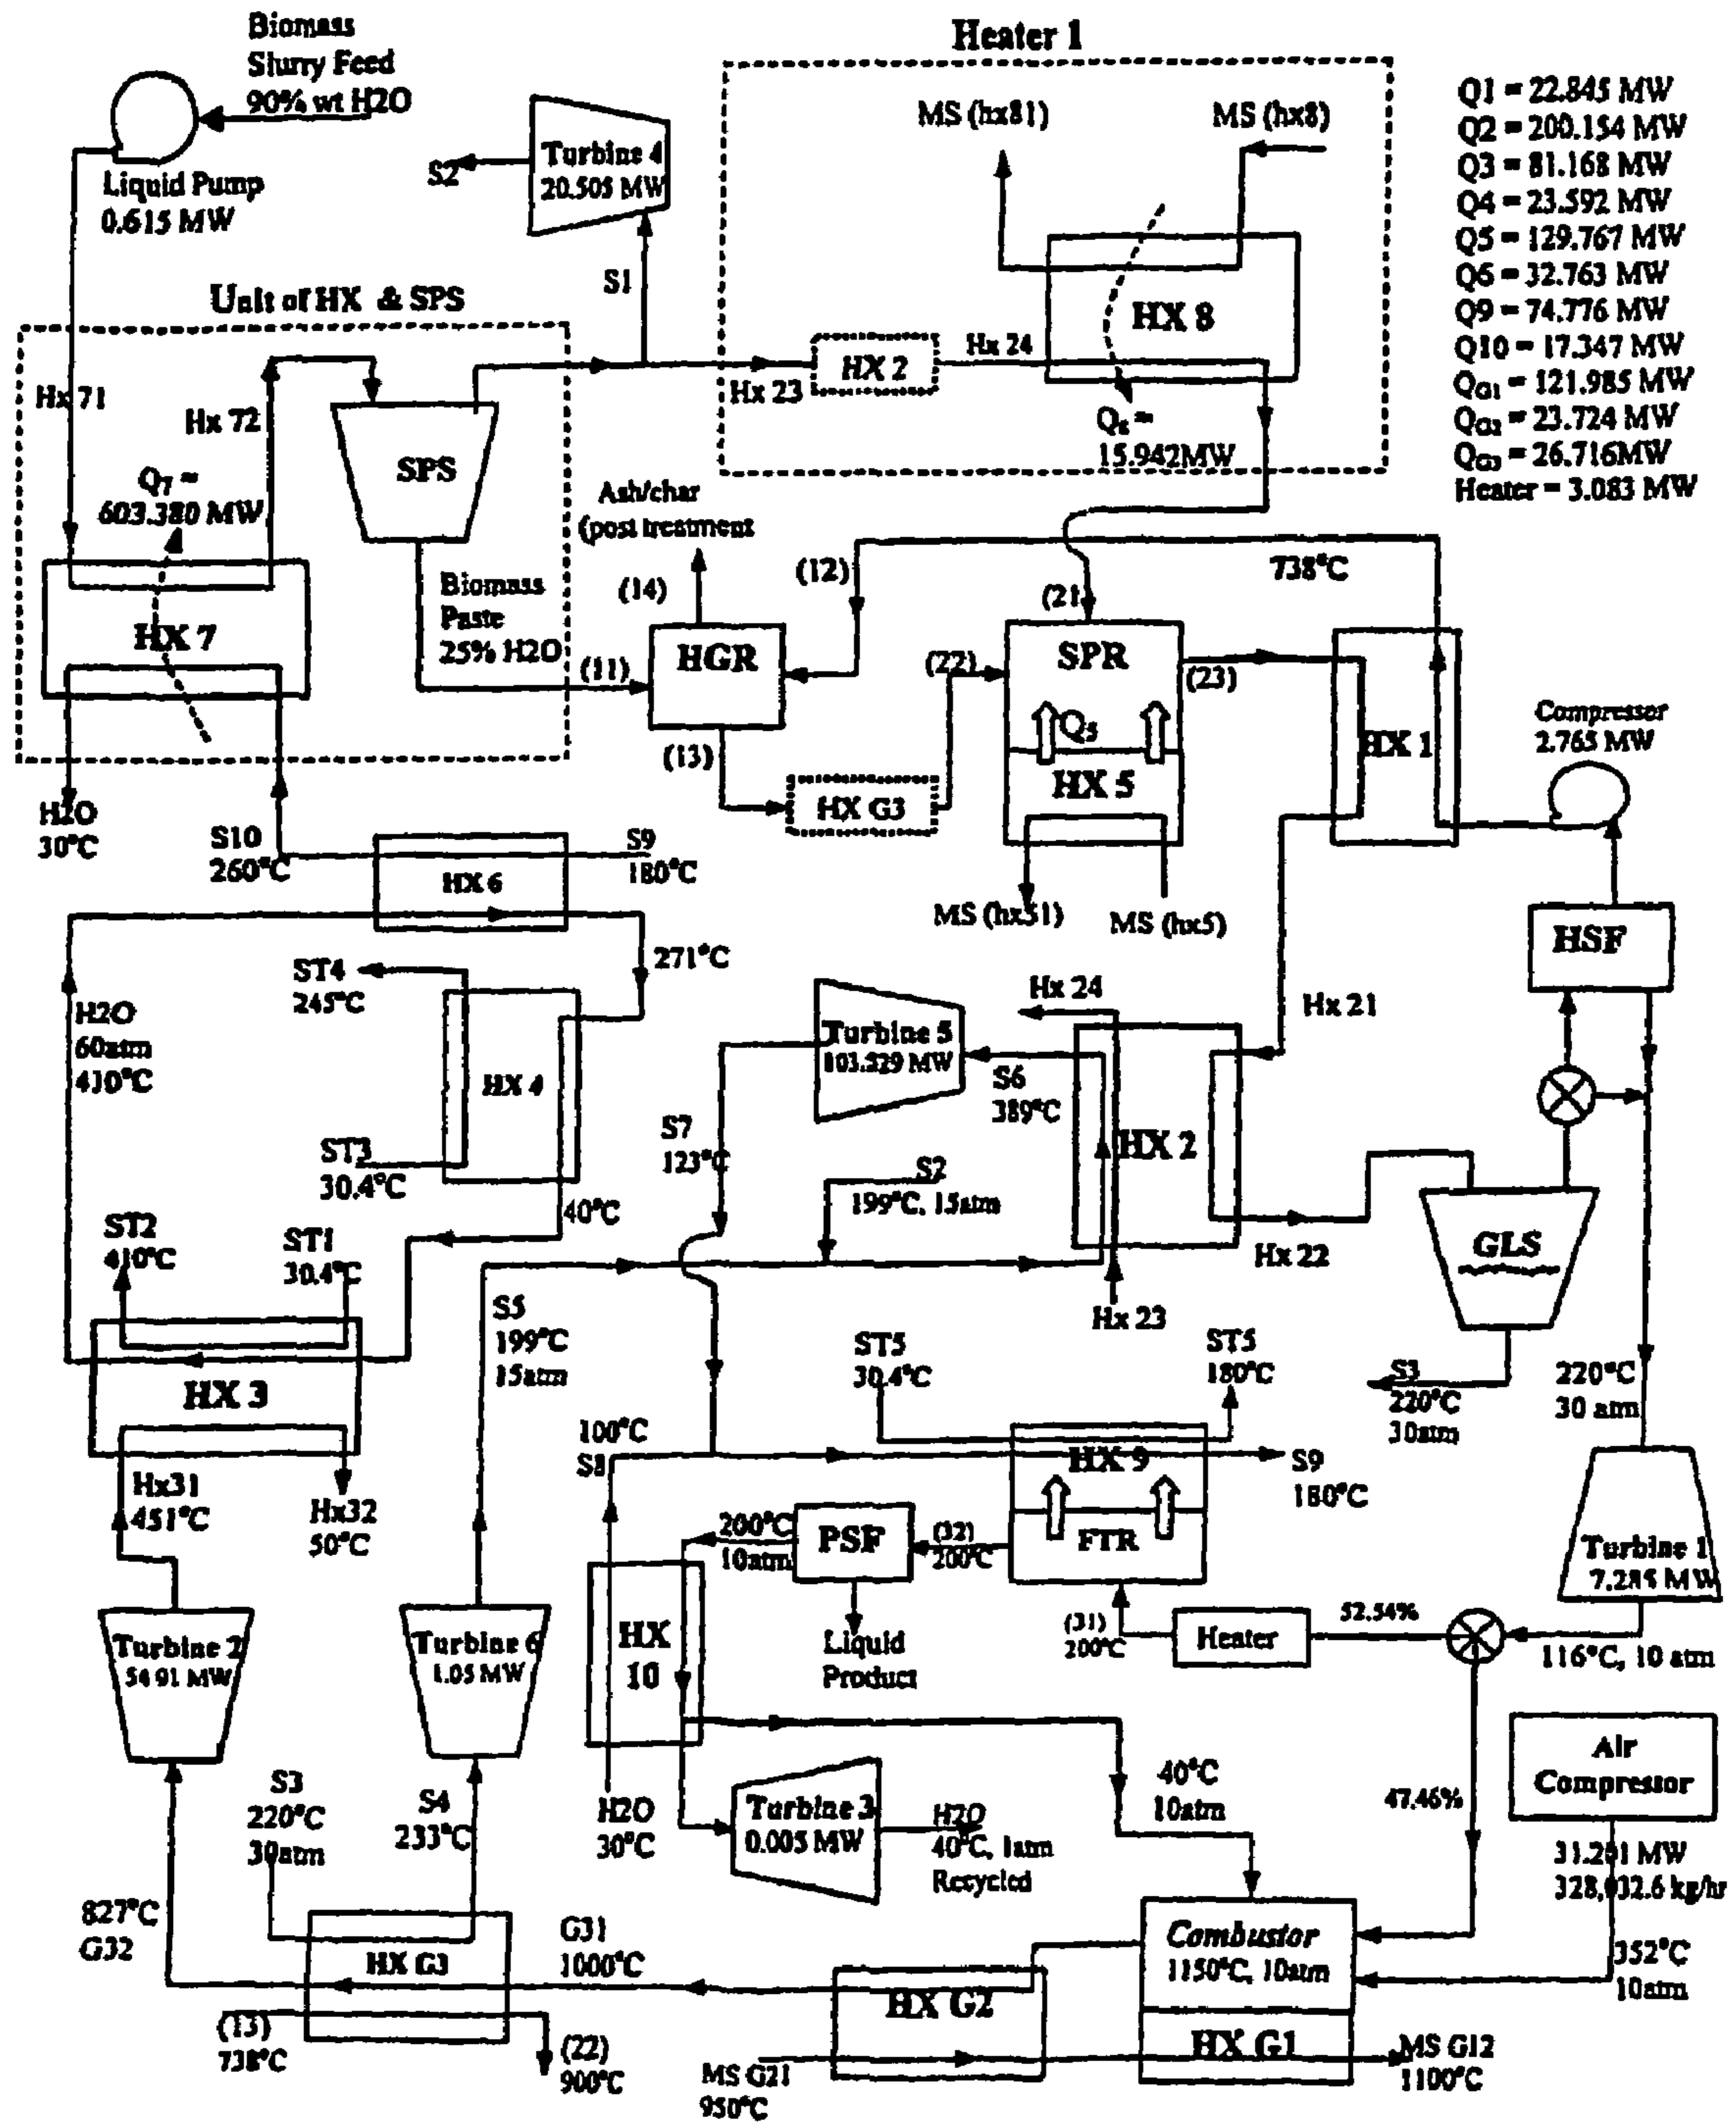 Biomass
Slurry Feed
90% wt H2O
Liquid Pump
0.615 MW
Turbine 4
20.505 MW
S2
S1
Heater 1
MS (hx81)
MS (hx8)
HX 8
HX 2
Hx 23
Hx 24
15.942MW
Q1 = 22.845 MW
Q2 = 200.154 MW
Q3 = 81.168 MW
Q4 = 23.592 MW
Q5 = 129.767 MW
Q6 = 32.763 MW
Q9 = 74.776 MW
Q10 = 17.347 MW
QG1 = 121.985 MW
QG2 = 23.724 MW
QG3 = 26.716MW
Heater = 3.083 MW
Unit of HX & SPS
Hx 71
Hx 72
SPS
Q7 =
603.380 MW
HX 7
Biomass
Paste
25% H2O
(11)
H2O
30°C
Ash/char
(post treatment
(14)
(12)
HGR
(13)
HX G3
(21)
(22)
SPR
Q5
HX 5
(23)
MS (hx51)
MS (hx5)
738°C
HX 1
Compressor
2.765 MW
HSF
S10
260°C
S9
180°C
HX 6
271°C
ST4
245°C
HX 4
ST3
30.4°C
40°C
H2O
60atm
410°C
Turbine 5
103.529 MW
S6
389°C
Hx 24
HX 2
Hx 21
Hx 22
Hx 23
S7
123°C
S2
199°C, 15atm
GLS
S3
220°C
30atm
220°C
30 atm
ST2
410°C
ST1
30.4°C
HX 3
Hx31
451°C
Hx32
50°C
S5
199°C
15atm
ST5
30.4°C
ST5
180°C
HX 9
FTR
S9
180°C
100°C
S8
200°C
10atm
PSF
(32)
200°C
Liquid
Product
HX
10
(31)
200°C
Heater
52.54%
Turbine 1
7.285 MW
116°C, 10 atm
47.46%
Air
Compressor
31.201 MW
328,032.6 kg/hr
352°C
10atm
Turbine 2
54.91 MW
Turbine 6
1.05 MW
S3
220°C
30atm
S4
233°C
H2O
30°C
Turbine 3
0.005 MW
H2O
40°C, 1atm
Recycled
40°C
10atm
Combustor
1150°C, 10atm
827°C
G32
HX G3
G31
1000°C
HX G2
HX G1
(13)
738°C
(22)
900°C
MS G21
950°C
MS G12
1100°C